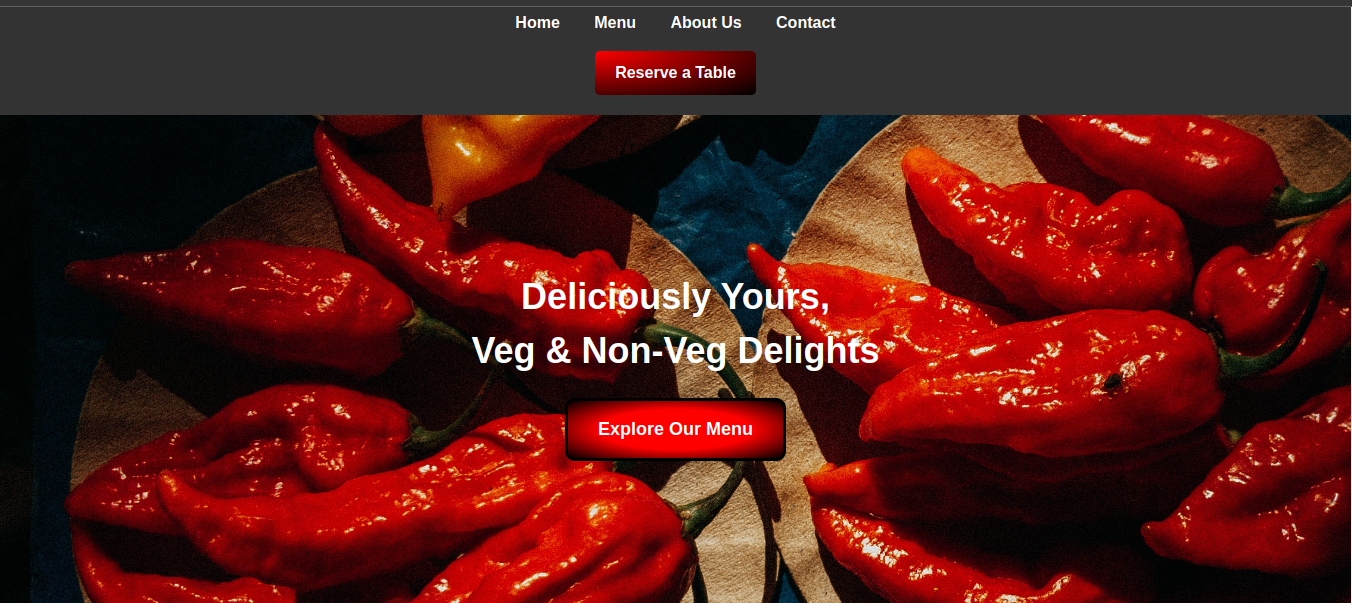 Home Menu About Us Contact
Reserve a Table
Deliciously Yours,
Veg & Non-Veg Delights
Explore Our Menu